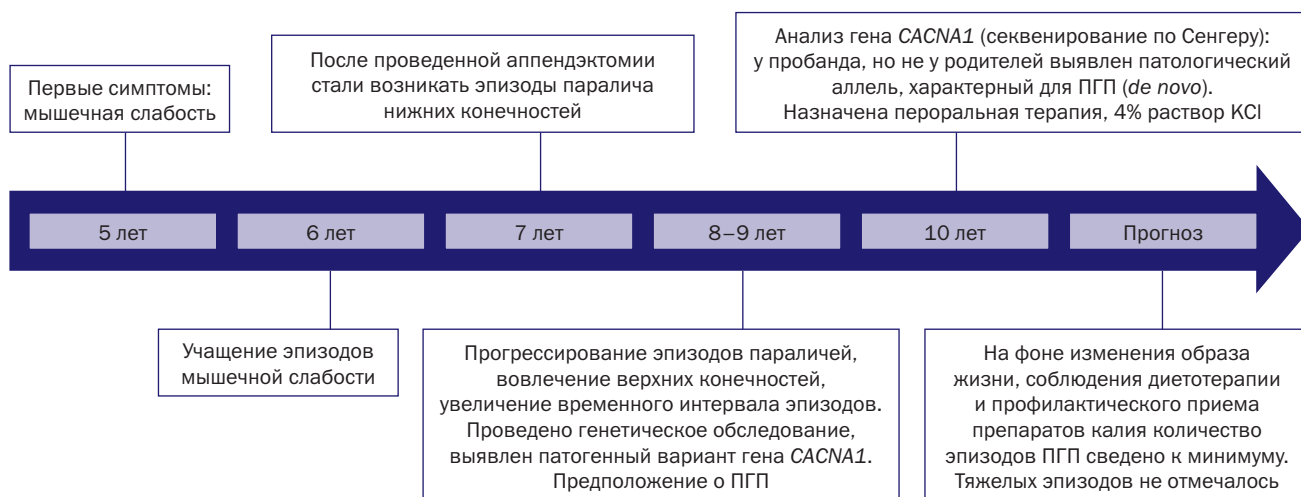 Первые симптомы:
мышечная слабость
После проведенной аппендэктомии
стали возникать эпизоды паралича
нижних конечностей
Анализ гена CACNA1 (секвенирование по Сенгеру):
у пробанда, но не у родителей выявлен патологический
аллель, характерный для ПГП (de novo).
Назначена пероральная терапия, 4% раствор KCl
5 лет
6 лет
7 лет
8–9 лет
10 лет
Прогноз
Учащение эпизодов
мышечной слабости
Прогрессирование эпизодов параличей,
вовлечение верхних конечностей,
увеличение временного интервала эпизодов.
Проведено генетическое обследование,
выявлен патогенный вариант гена CACNA1.
Предположение о ПГП
На фоне изменения образа
жизни, соблюдения диетотерапии
и профилактического приема
препаратов калия количество
эпизодов ПГП сведено к минимуму.
Тяжелых эпизодов не отмечалось